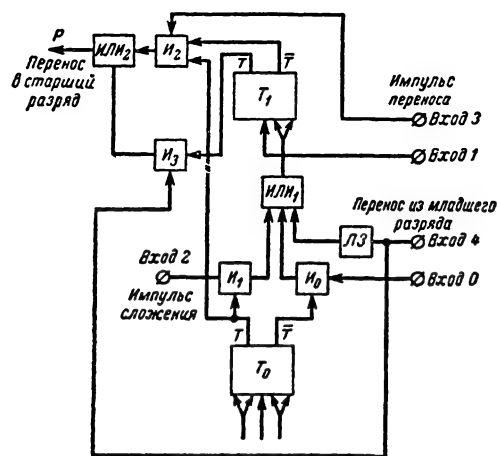 P
ИЛИ₂
И₂
Перенос
в старший
разряд
T
T̅
T₁
Импульс
переноса
Вход 3
И₃
Вход 1
ИЛИ₁
Перенос из младшего
разряда
ЛЗ
Вход 4
Вход 2
И₁
И₀
Вход 0
Импульс
сложения
T
T̅
T₀